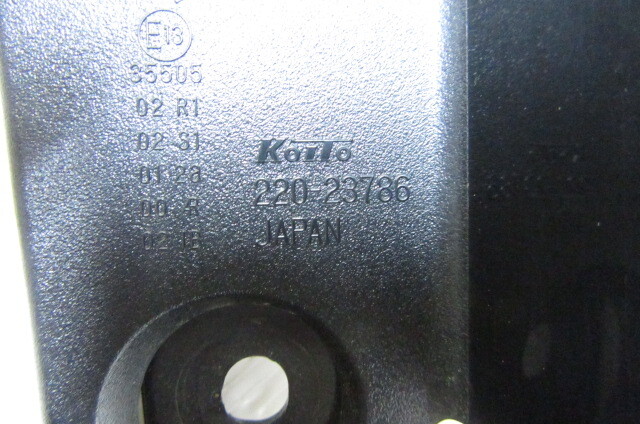 E13
35505
02 R1
02 S1
01 2a
00 R
02 IB
KOITO
220-23786
JAPAN